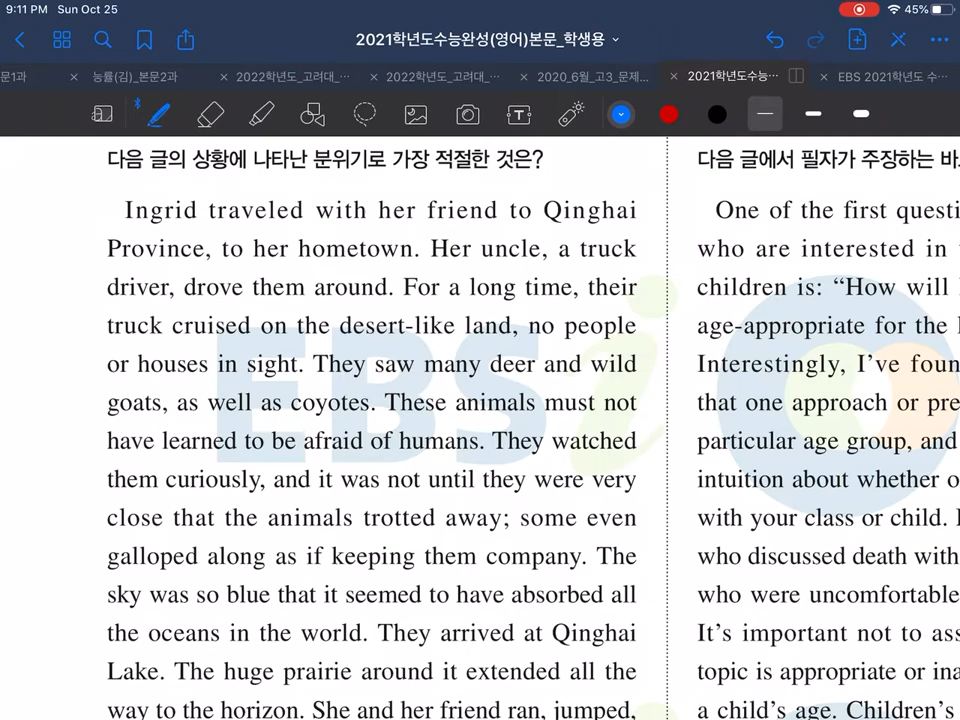 9:11 PM Sun Oct 25
45%
2021학년도수능완성(영어)본문_학생용
문1과
능률(김)_본문2과
2022학년도_고려대_···
2022학년도_고려대_···
2020_6월_고3_문제...
2021학년도수능···
EBS 2021학년도 수···
다음 글의 상황에 나타난 분위기로 가장 적절한 것은?
Ingrid traveled with her friend to Qinghai
Province, to her hometown. Her uncle, a truck
driver, drove them around. For a long time, their
truck cruised on the desert-like land, no people
or houses in sight. They saw many deer and wild
goats, as well as coyotes. These animals must not
have learned to be afraid of humans. They watched
them curiously, and it was not until they were very
close that the animals trotted away; some even
galloped along as if keeping them company. The
sky was so blue that it seemed to have absorbed all
the oceans in the world. They arrived at Qinghai
Lake. The huge prairie around it extended all the
way to the horizon. She and her friend ran, jumped,
다음 글에서 필자가 주장하는
One of the first
who are interested in
children is: “How will
age-appropriate for the
Interestingly, I’ve
that one approach or
particular age group, and
intuition about whether
with your class or child.
who discussed death with
who were uncomfortable
It’s important not to
topic is appropriate or
a child’s age. Children’s
EBSi